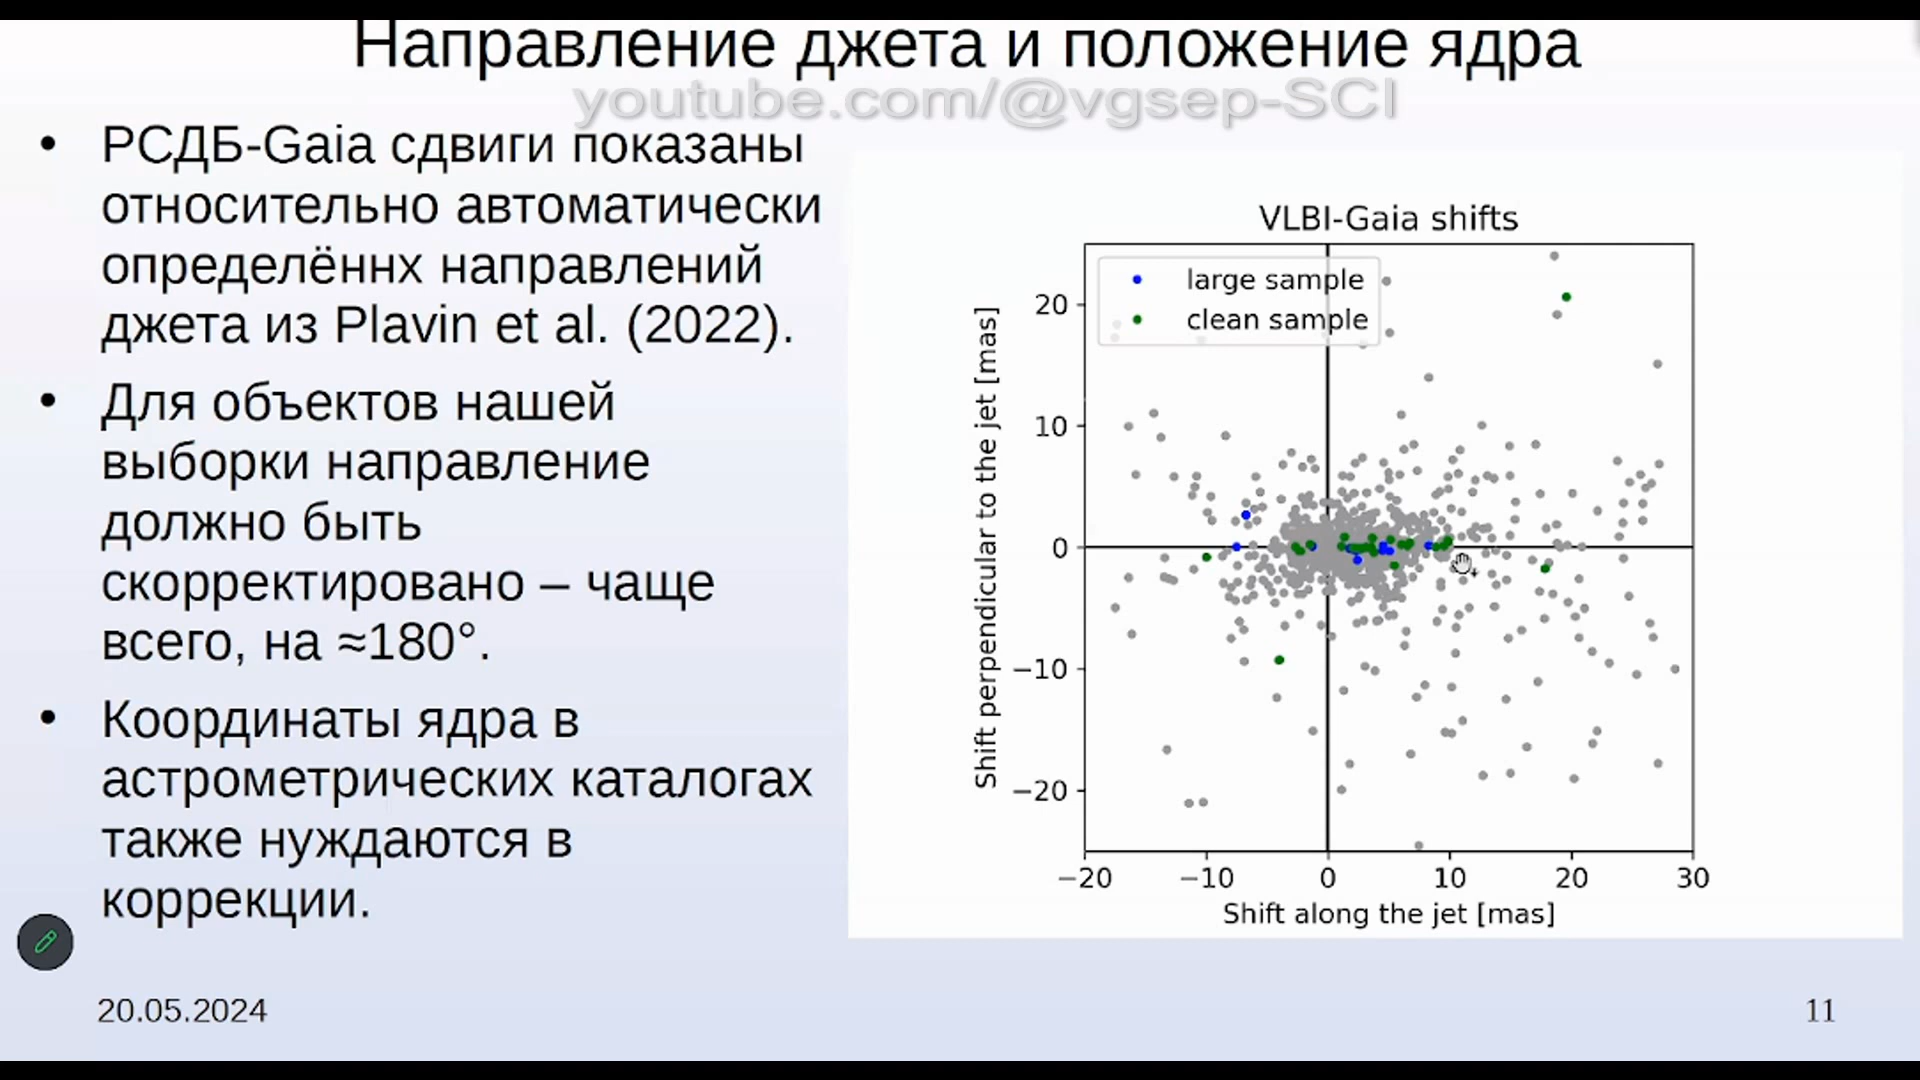 Направление джета и положение ядра
youtube.com/@vgsep-SCI
• РСДБ-Gaia сдвиги показаны
относительно автоматически
определённх направлений
джета из Plavin et al. (2022).
• Для объектов нашей
выборки направление
должно быть
скорректировано – чаще
всего, на ≈180°.
• Координаты ядра в
астрометрических каталогах
также нуждаются в
коррекции.
VLBI-Gaia shifts
large sample
clean sample
Shift perpendicular to the jet [mas]
20
10
0
−10
−20
−20 −10 0 10 20 30
Shift along the jet [mas]
20.05.2024
11